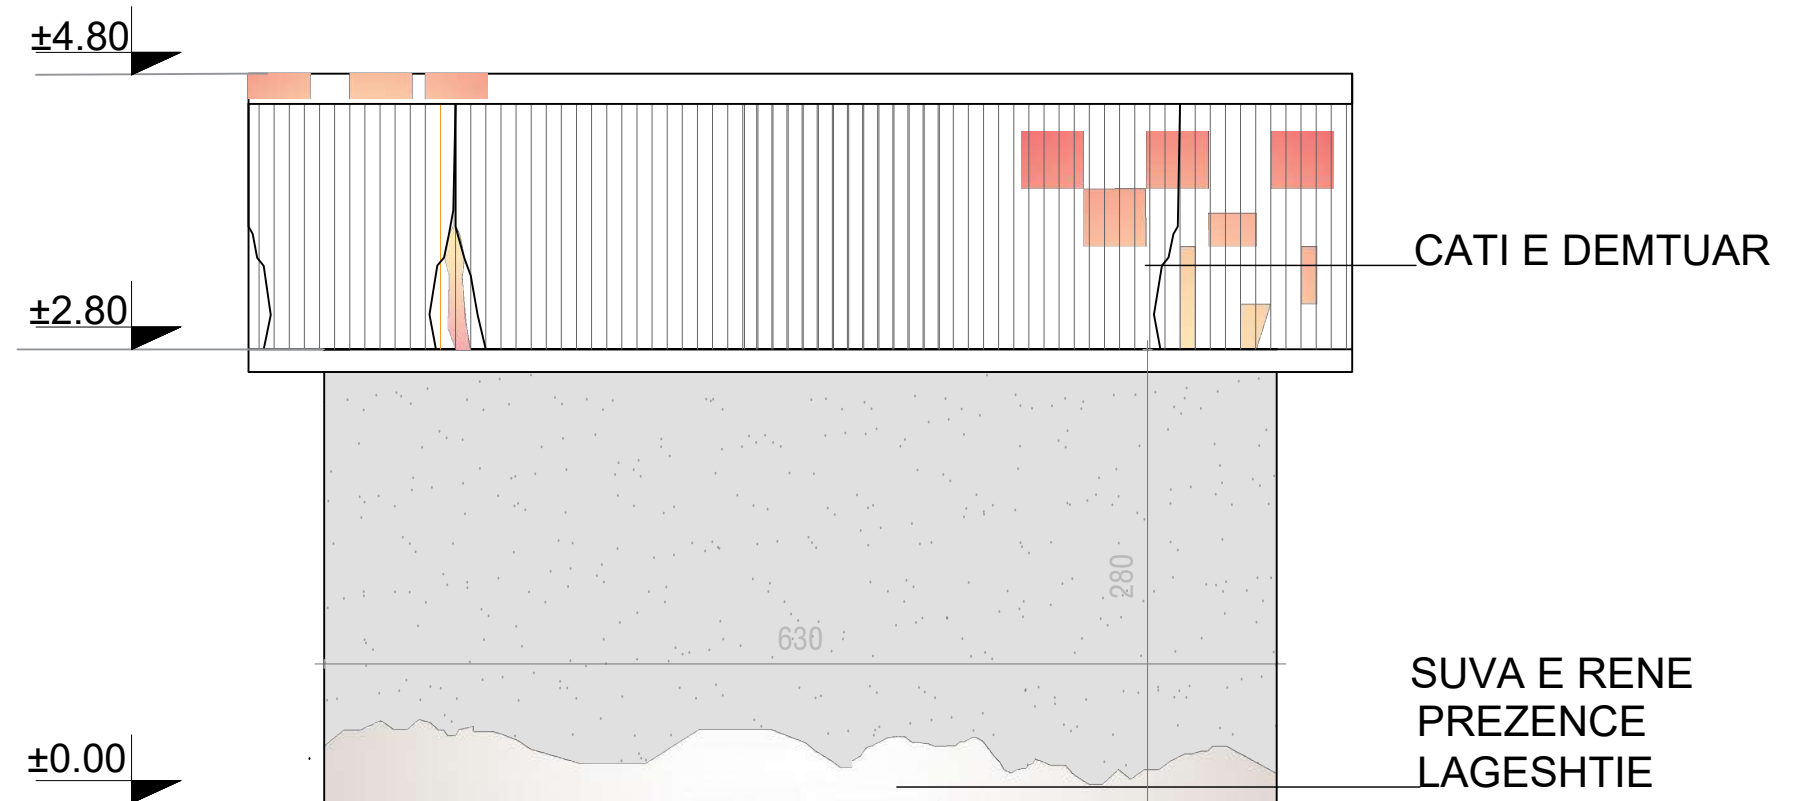 ±4.80
CATI E DEMTUAR
±2.80
280
630
SUVA E RENE
PREZENCE
LAGESHTIE
±0.00